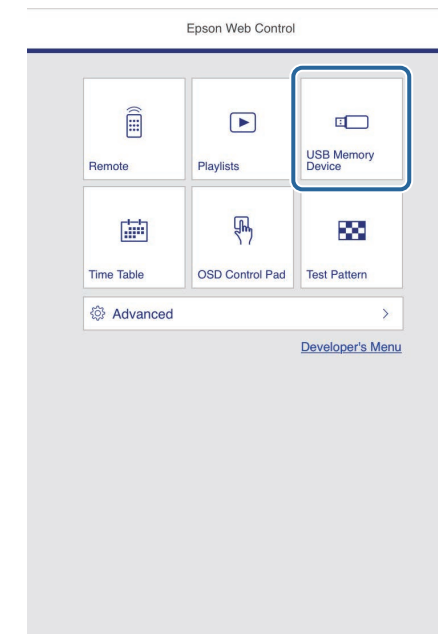 Epson Web Control
Remote
Playlists
USB Memory
Device
Time Table
OSD Control Pad
Test Pattern
Advanced
Developer's Menu